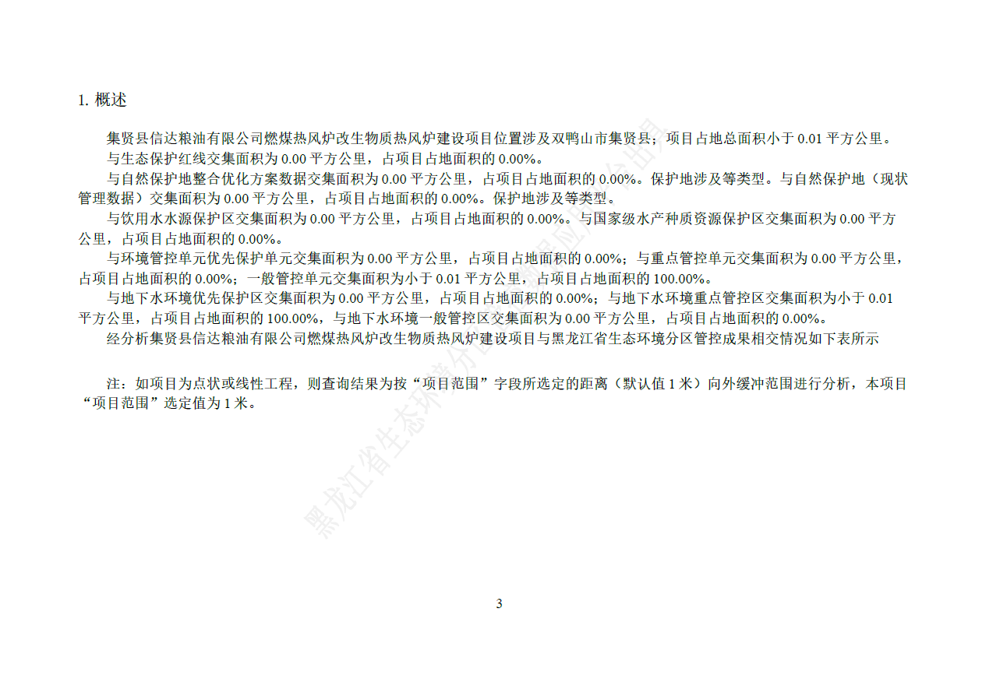 1. 概述
集贤县信达粮油有限公司燃煤热风炉改生物质热风炉建设项目位置涉及双鸭山市集贤县；项目占地总面积小于 0.01 平方公里。
与生态保护红线交集面积为 0.00 平方公里，占项目占地面积的 0.00%。
与自然保护地整合优化方案数据交集面积为 0.00 平方公里，占项目占地面积的 0.00%。保护地涉及等类型。与自然保护地（现状
管理数据）交集面积为 0.00 平方公里，占项目占地面积的 0.00%。保护地涉及等类型。
与饮用水水源保护区交集面积为 0.00 平方公里，占项目占地面积的 0.00%。与国家级水产种质资源保护区交集面积为 0.00 平方
公里，占项目占地面积的 0.00%。
与环境管控单元优先保护单元交集面积为 0.00 平方公里，占项目占地面积的 0.00%；与重点管控单元交集面积为 0.00 平方公里，
占项目占地面积的 0.00%；一般管控单元交集面积为小于 0.01 平方公里，占项目占地面积的 100.00%。
与地下水环境优先保护区交集面积为 0.00 平方公里，占项目占地面积的 0.00%；与地下水环境重点管控区交集面积为小于 0.01
平方公里，占项目占地面积的 100.00%，与地下水环境一般管控区交集面积为 0.00 平方公里，占项目占地面积的 0.00%。
经分析集贤县信达粮油有限公司燃煤热风炉改生物质热风炉建设项目与黑龙江省生态环境分区管控成果相交情况如下表所示
注：如项目为点状或线性工程，则查询结果为按“项目范围”字段所选定的距离（默认值 1 米）向外缓冲范围进行分析，本项目
“项目范围”选定值为 1 米。
黑龙江省生态环境分区管控数据应用平台出具
3